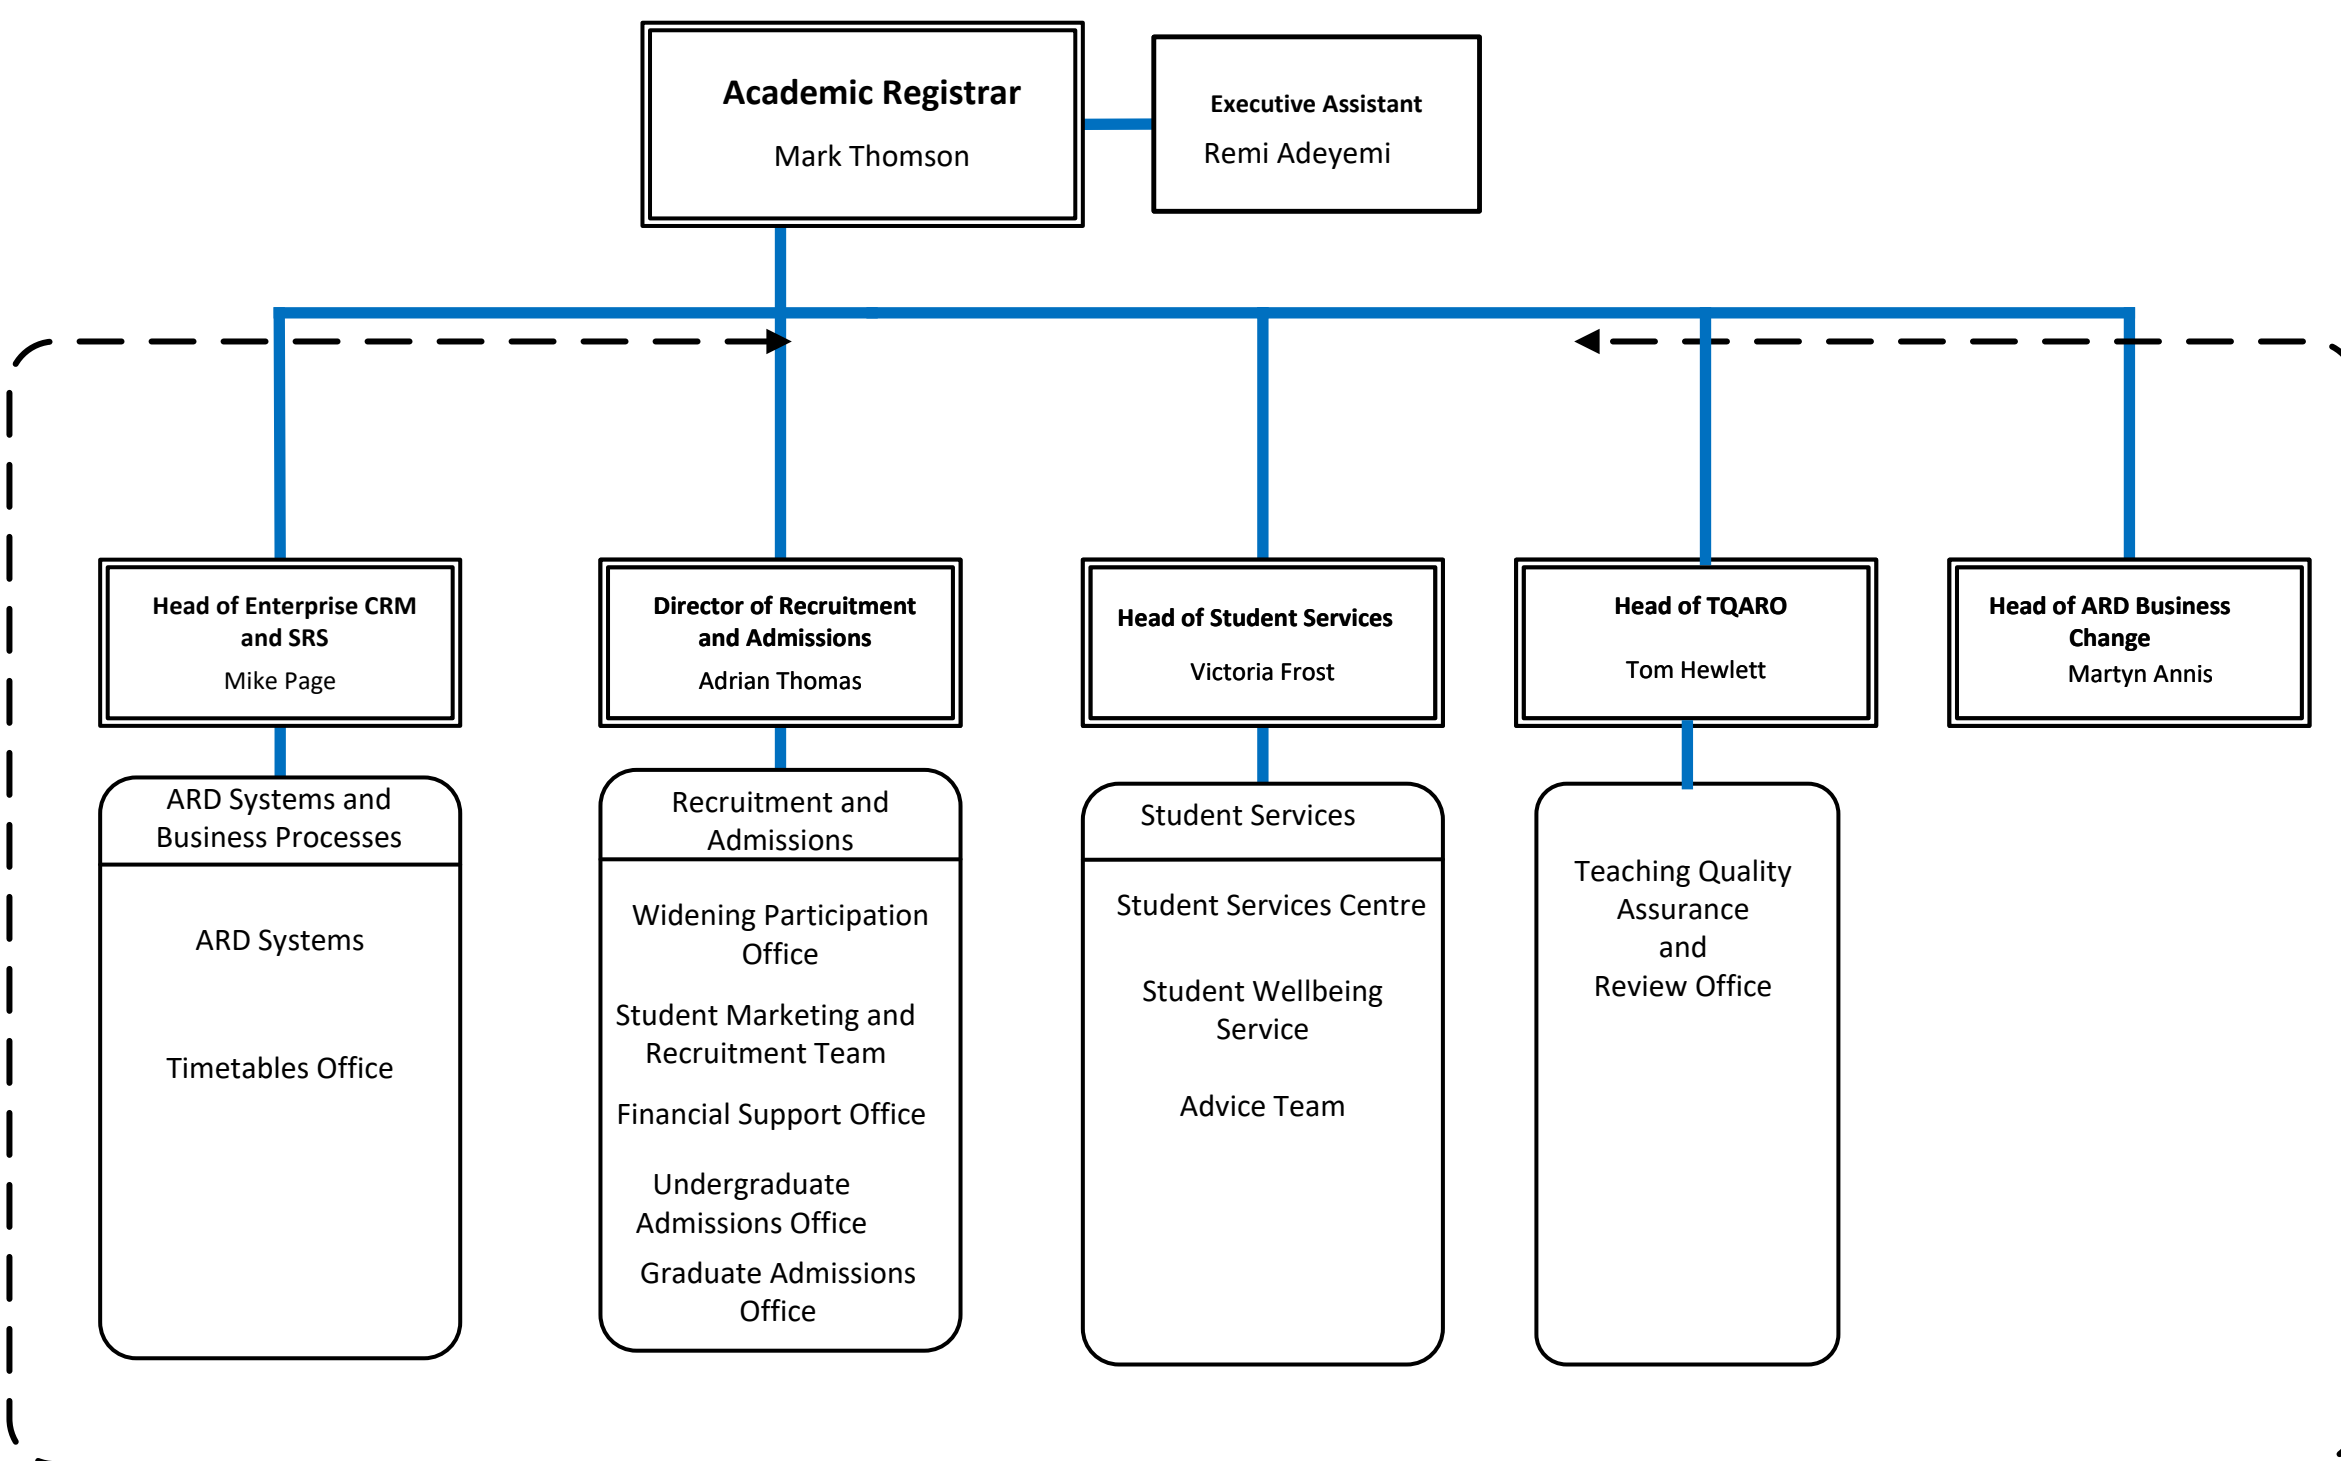 Academic Registrar
Mark Thomson
Executive Assistant
Remi Adeyemi
Head of Enterprise CRM
and SRS
Mike Page
Director of Recruitment
and Admissions
Adrian Thomas
Head of Student Services
Victoria Frost
Head of TQARO
Tom Hewlett
Head of ARD Business
Change
Martyn Annis
ARD Systems and
Business Processes
ARD Systems
Timetables Office
Recruitment and
Admissions
Widening Participation
Office
Student Marketing and
Recruitment Team
Financial Support Office
Undergraduate
Admissions Office
Graduate Admissions
Office
Student Services
Student Services Centre
Student Wellbeing
Service
Advice Team
Teaching Quality
Assurance
and
Review Office